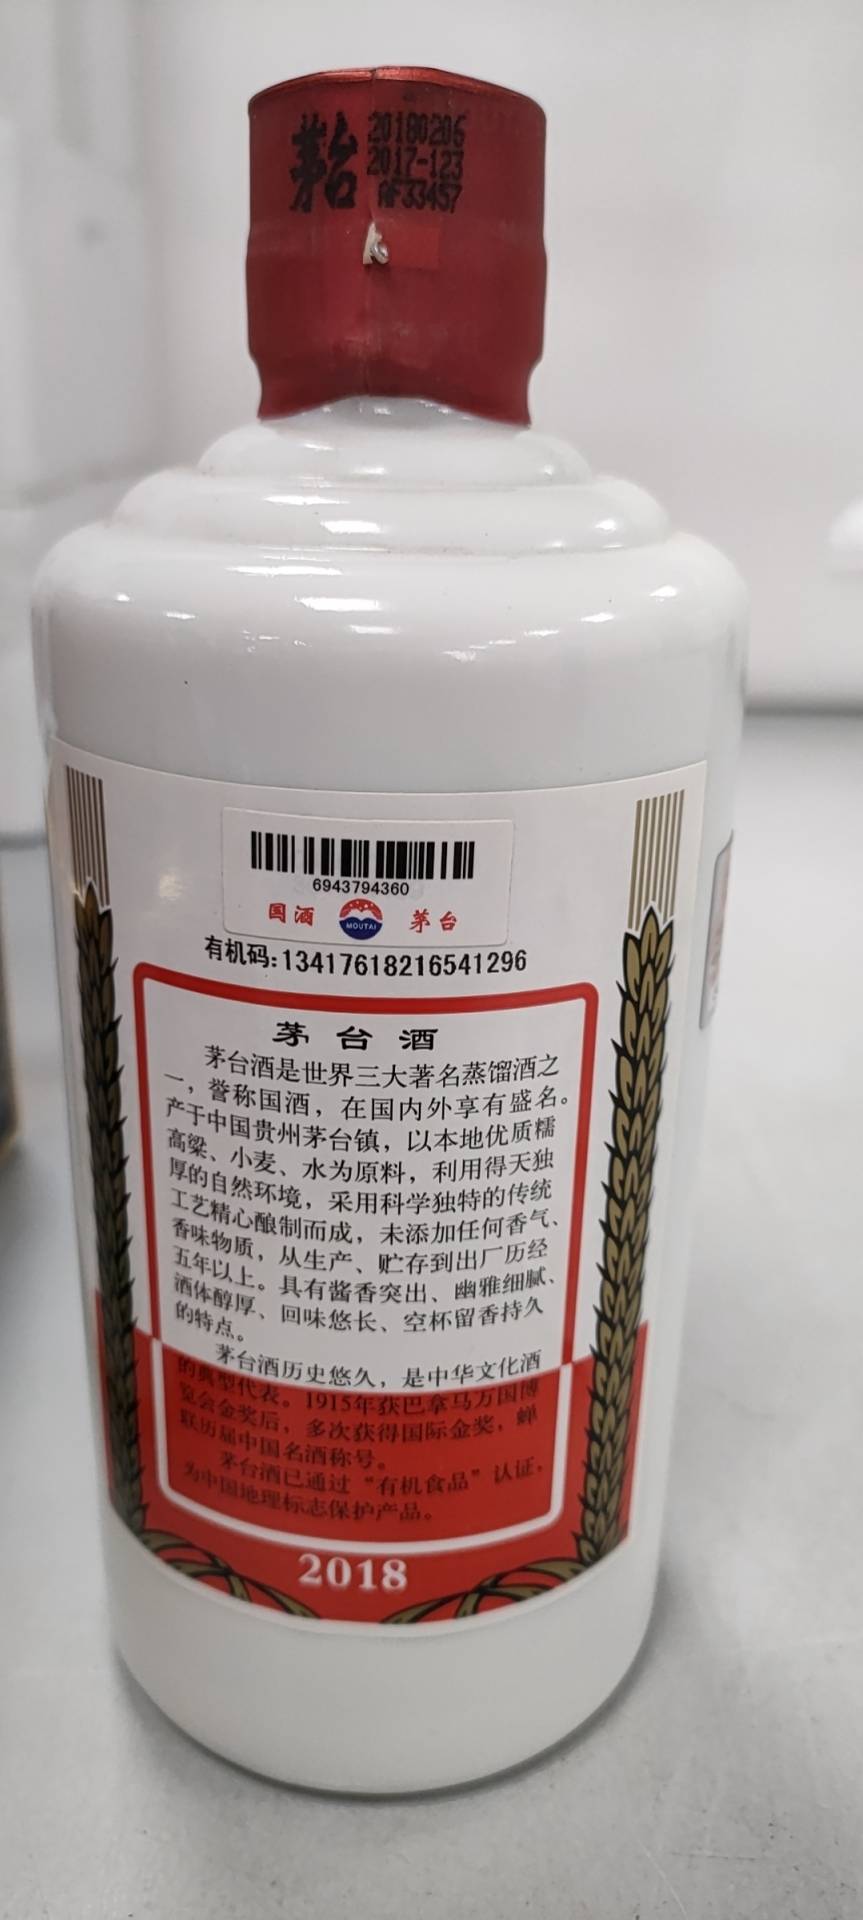 茅台
20180206
2017-123
AF33457
6943794360
国酒 MOUTAI 茅台
有机码:13417618216541296
茅台酒
茅台酒是世界三大著名蒸馏酒之
一，誉称国酒，在国内外享有盛名。
产于中国贵州茅台镇，以本地优质糯
高粱、小麦、水为原料，利用得天独
厚的自然环境，采用科学独特的传统
工艺精心酿制而成，未添加任何香气、
香味物质，从生产、贮存到出厂历经
五年以上。具有酱香突出、幽雅细腻、
酒体醇厚、回味悠长、空杯留香持久
的特点。
茅台酒历史悠久，是中华文化酒
的典型代表。1915年获巴拿马万国博
览会金奖后，多次获得国际金奖，蝉
联历届中国名酒称号。
茅台酒已通过“有机食品”认证，
为中国地理标志保护产品。
2018